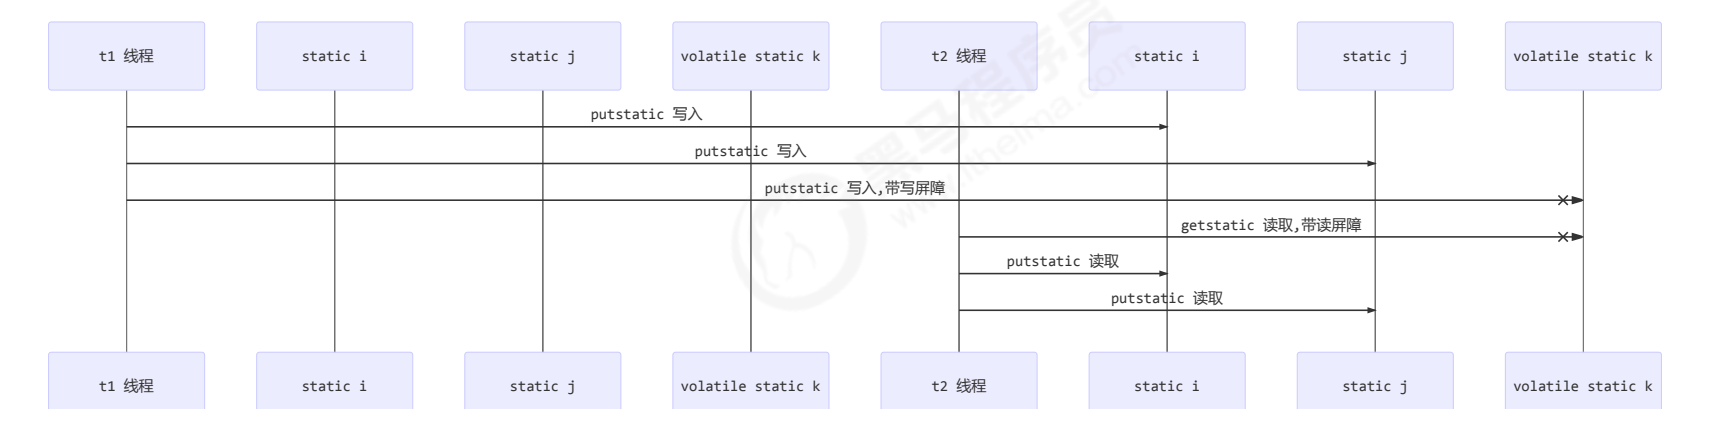 t1 线程
static i
static j
volatile static k
t2 线程
static i
static j
volatile static k
putstatic 写入
putstatic 写入
putstatic 写入,带写屏障
getstatic 读取,带读屏障
putstatic 读取
putstatic 读取
t1 线程
static i
static j
volatile static k
t2 线程
static i
static j
volatile static k
黑马程序员
www.itheima.com